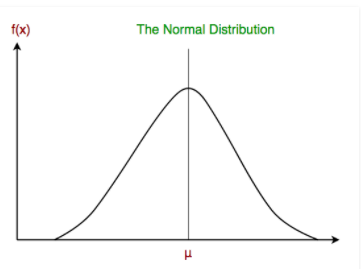 f(x)
The Normal Distribution
μ